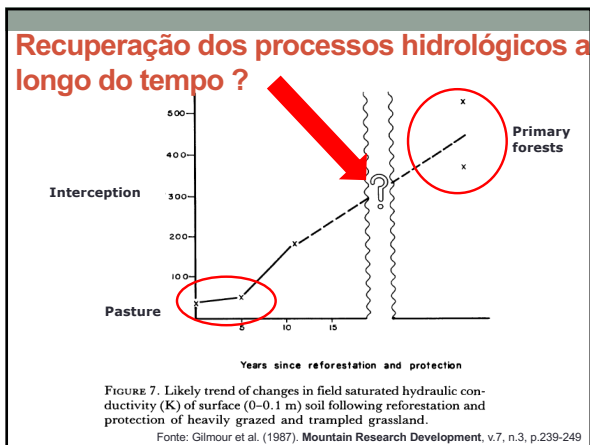 Recuperação dos processos hidrológicos a
longo do tempo ?
500
400
300
200
100
5
10
15
?
Primary
forests
Interception
Pasture
Years since reforestation and protection
FIGURE 7. Likely trend of changes in field saturated hydraulic con-
ductivity (K) of surface (0–0.1 m) soil following reforestation and
protection of heavily grazed and trampled grassland.
Fonte: Gilmour et al. (1987). Mountain Research Development, v.7, n.3, p.239-249